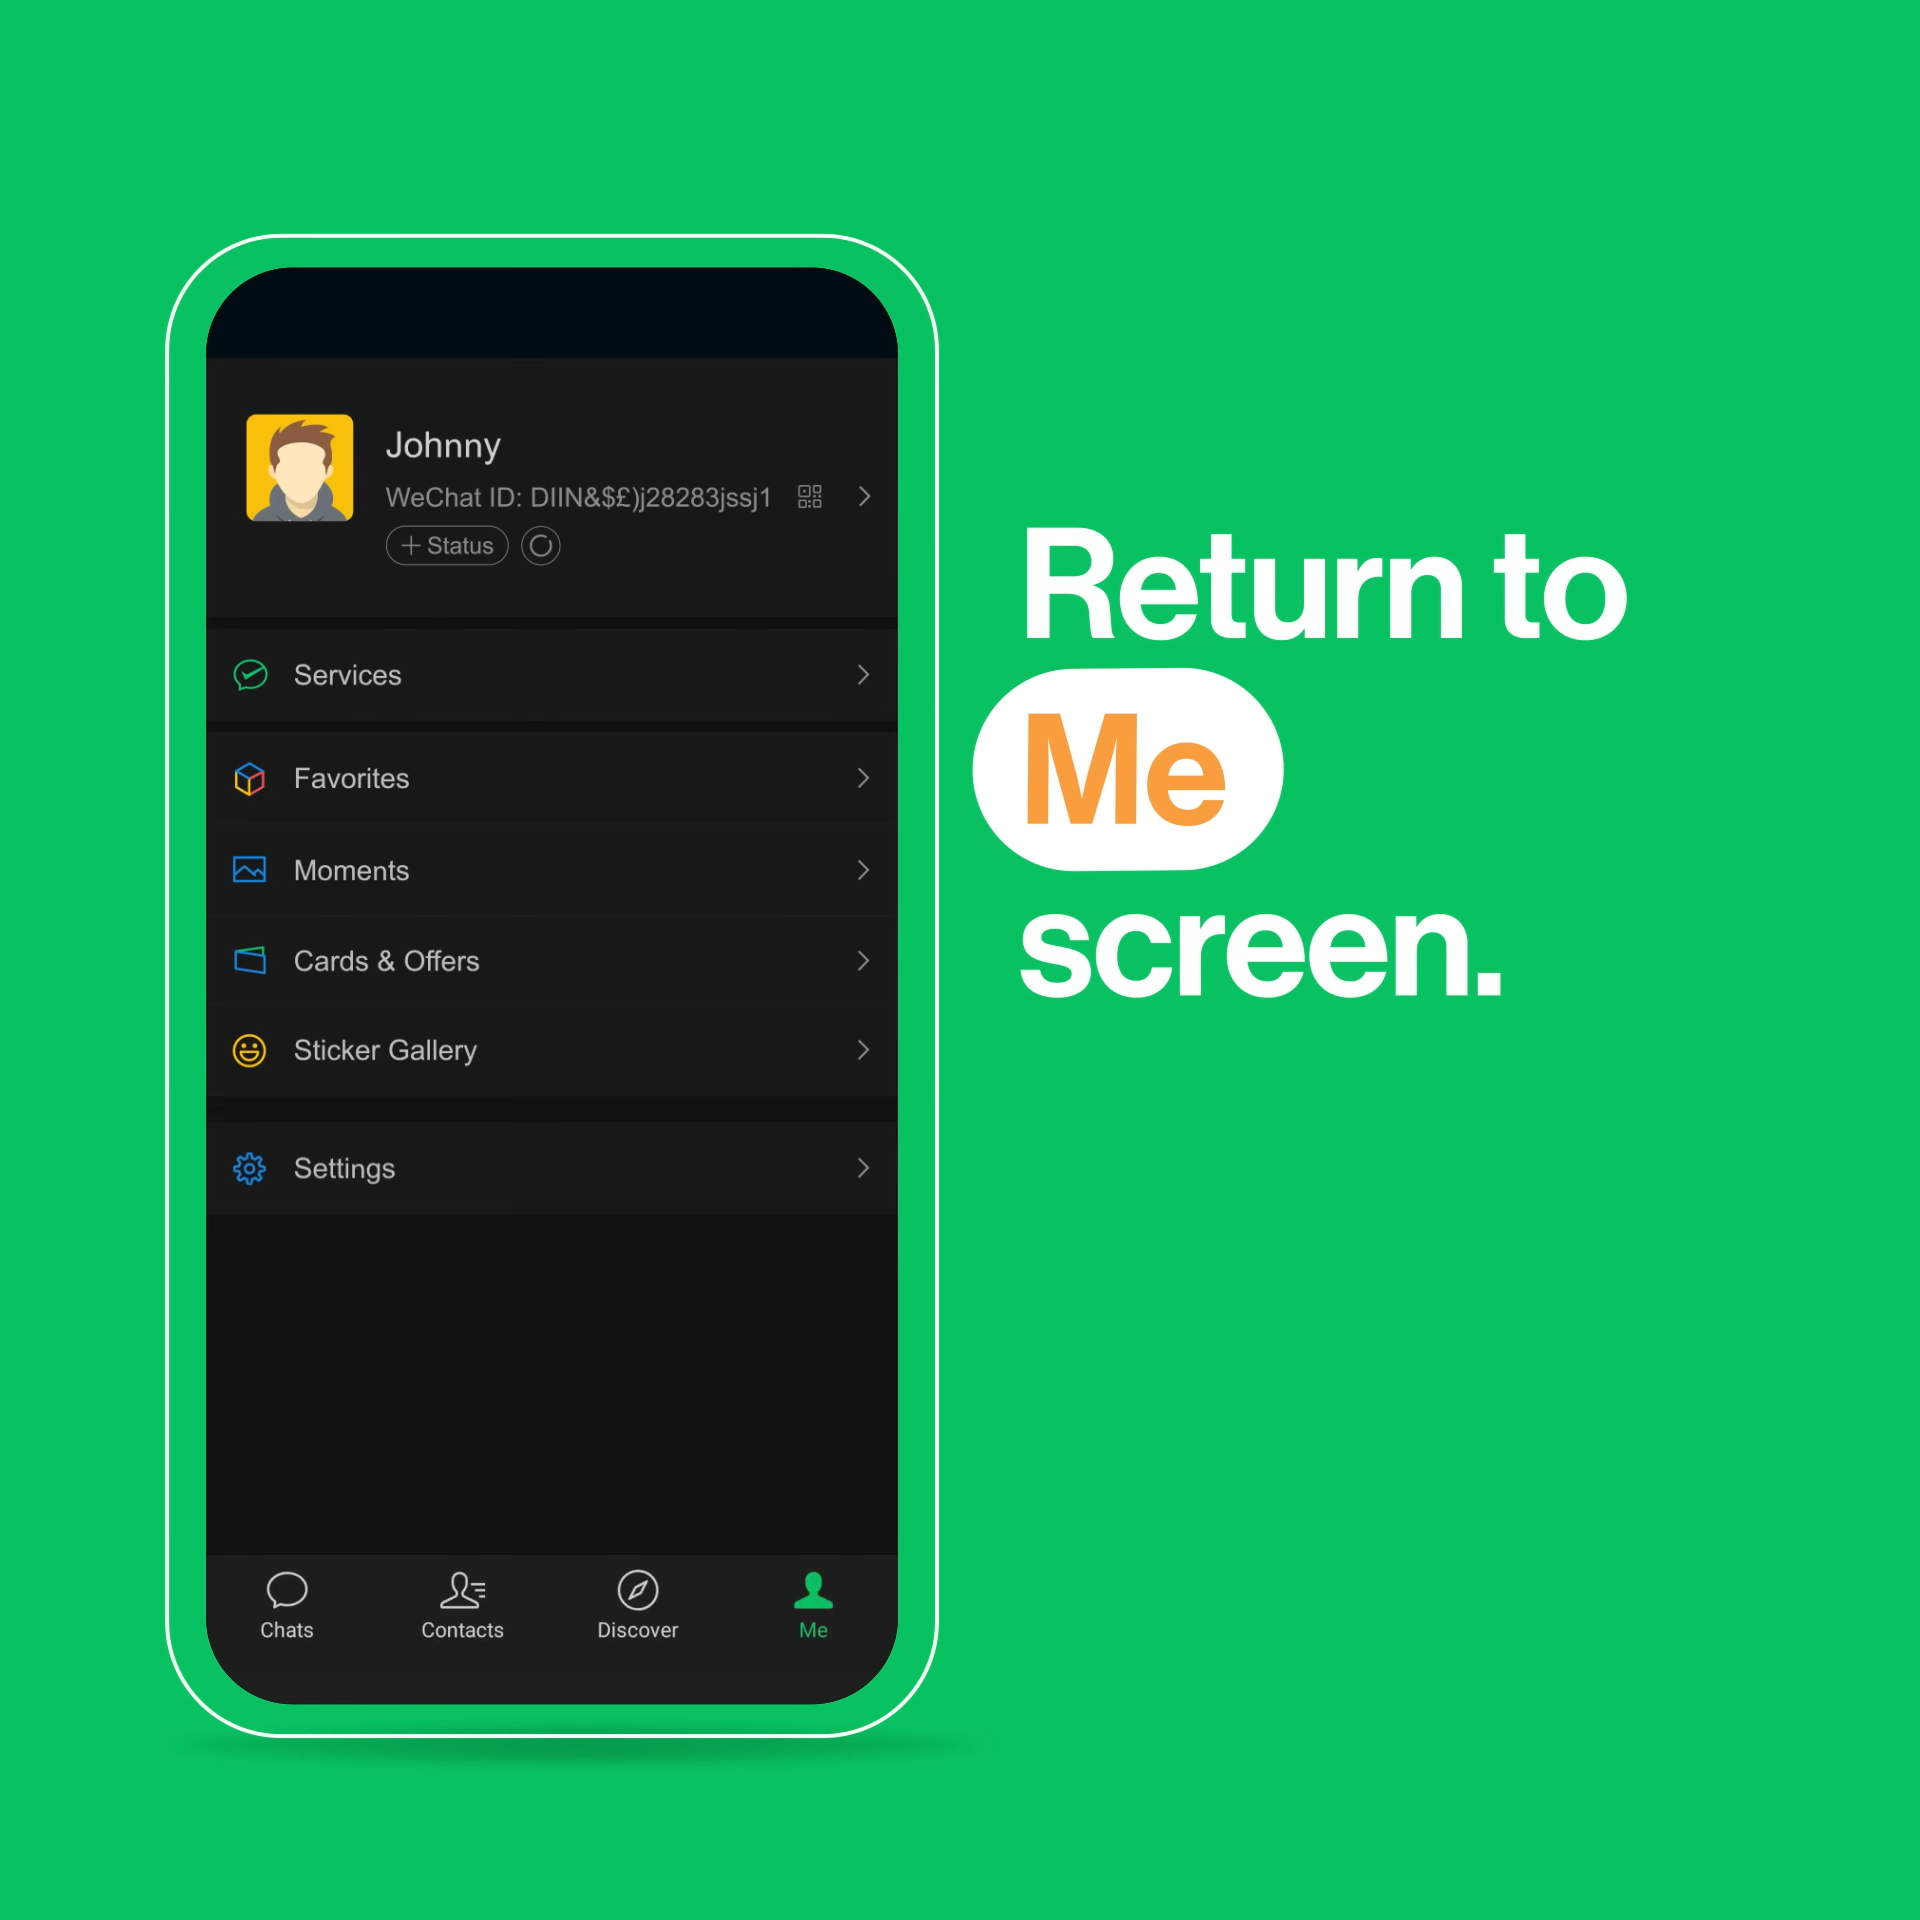 Johnny
WeChat ID: DIIN&$£)j28283jssj1
+ Status
Services
Favorites
Moments
Cards & Offers
Sticker Gallery
Settings
Chats
Contacts
Discover
Me
Return to
Me
screen.